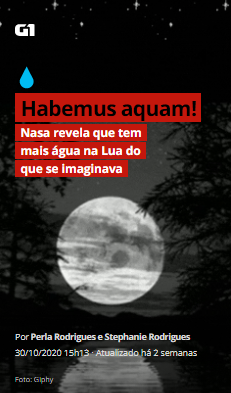 G1
Habemus aquam!
Nasa revela que tem
mais água na Lua do
que se imaginava
Por Perla Rodrigues e Stephanie Rodrigues
30/10/2020 15h13 · Atualizado há 2 semanas
Foto: Giphy